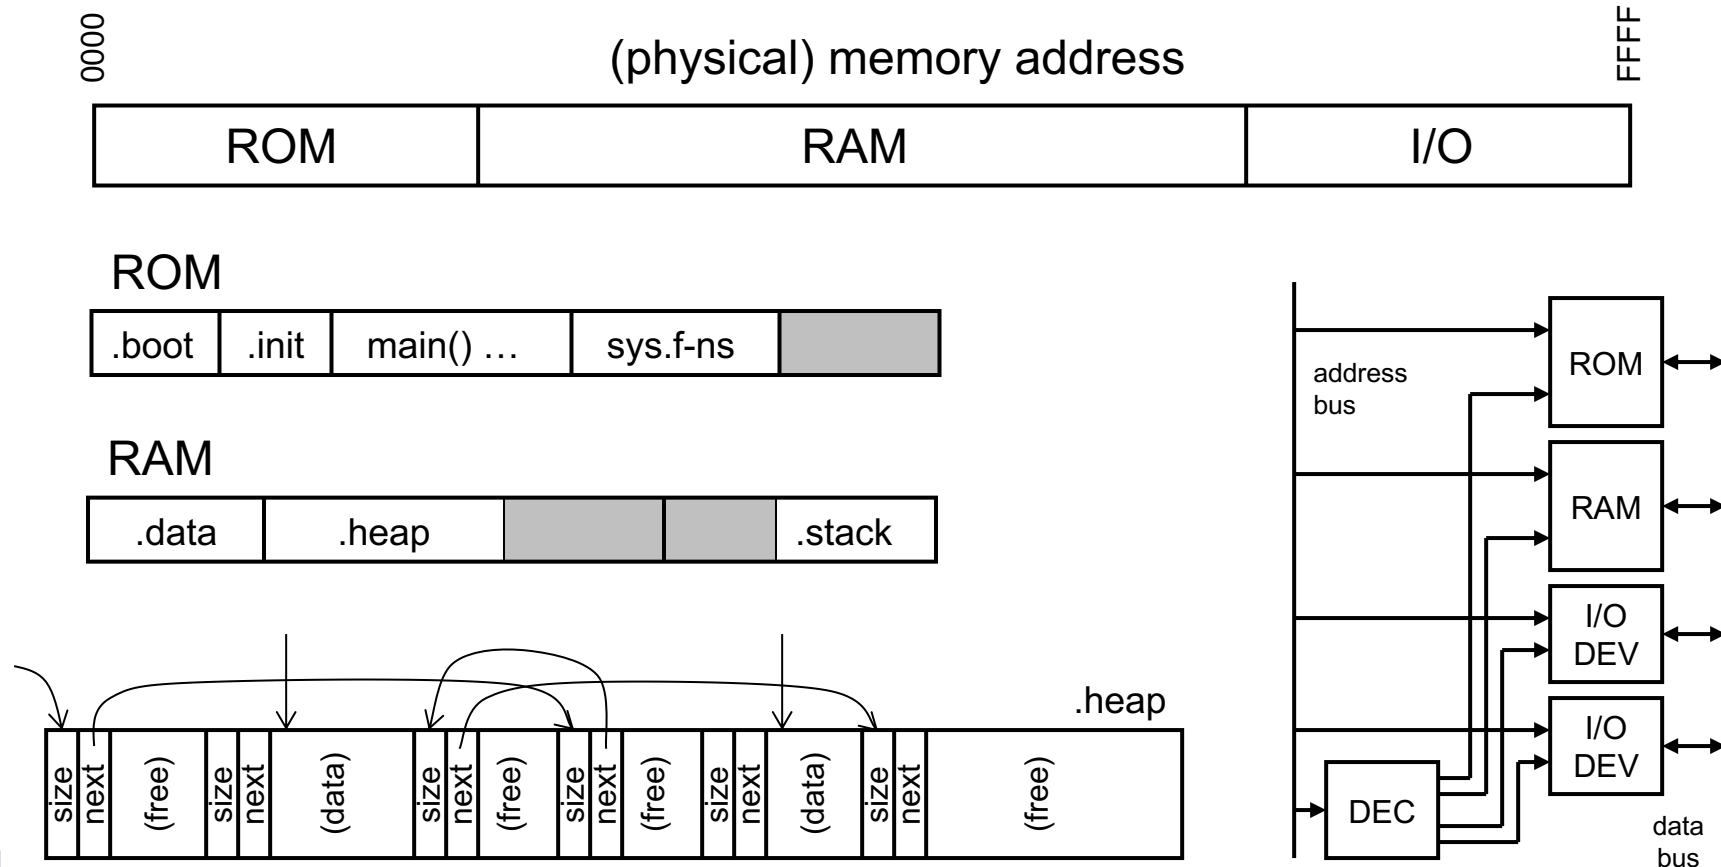 0000
(physical) memory address
FFFF
ROM
RAM
I/O
ROM
.boot
.init
main() …
sys.f-ns
RAM
.data
.heap
.stack
.heap
size
next
(free)
size
next
(data)
size
next
(free)
size
next
(free)
size
next
(data)
size
next
(free)
address
bus
ROM
RAM
I/O
DEV
I/O
DEV
DEC
data
bus